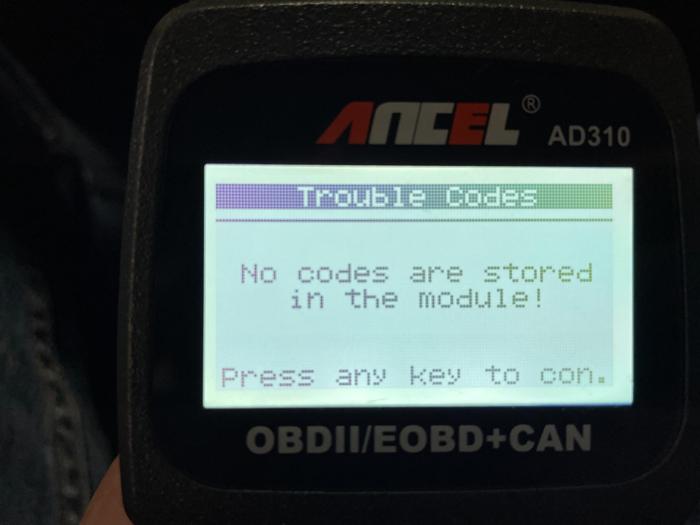 ANCEL® AD310
Trouble Codes
No codes are stored
in the module!
Press any key to con.
OBDII/EOBD+CAN